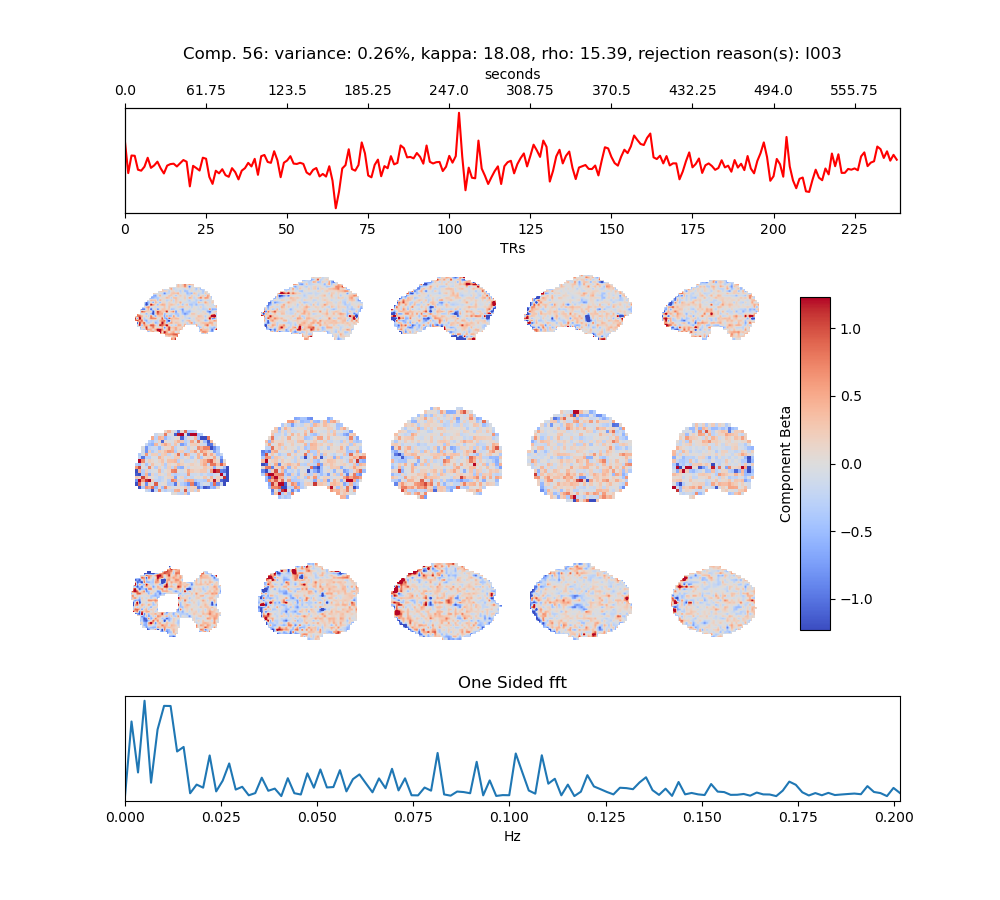 Comp. 56: variance: 0.26%, kappa: 18.08, rho: 15.39, rejection reason(s): I003
seconds
0.0 61.75 123.5 185.25 247.0 308.75 370.5 432.25 494.0 555.75
0 25 50 75 100 125 150 175 200 225
TRs
1.0
0.5
0.0
−0.5
−1.0
Component Beta
One Sided fft
0.000 0.025 0.050 0.075 0.100 0.125 0.150 0.175 0.200
Hz